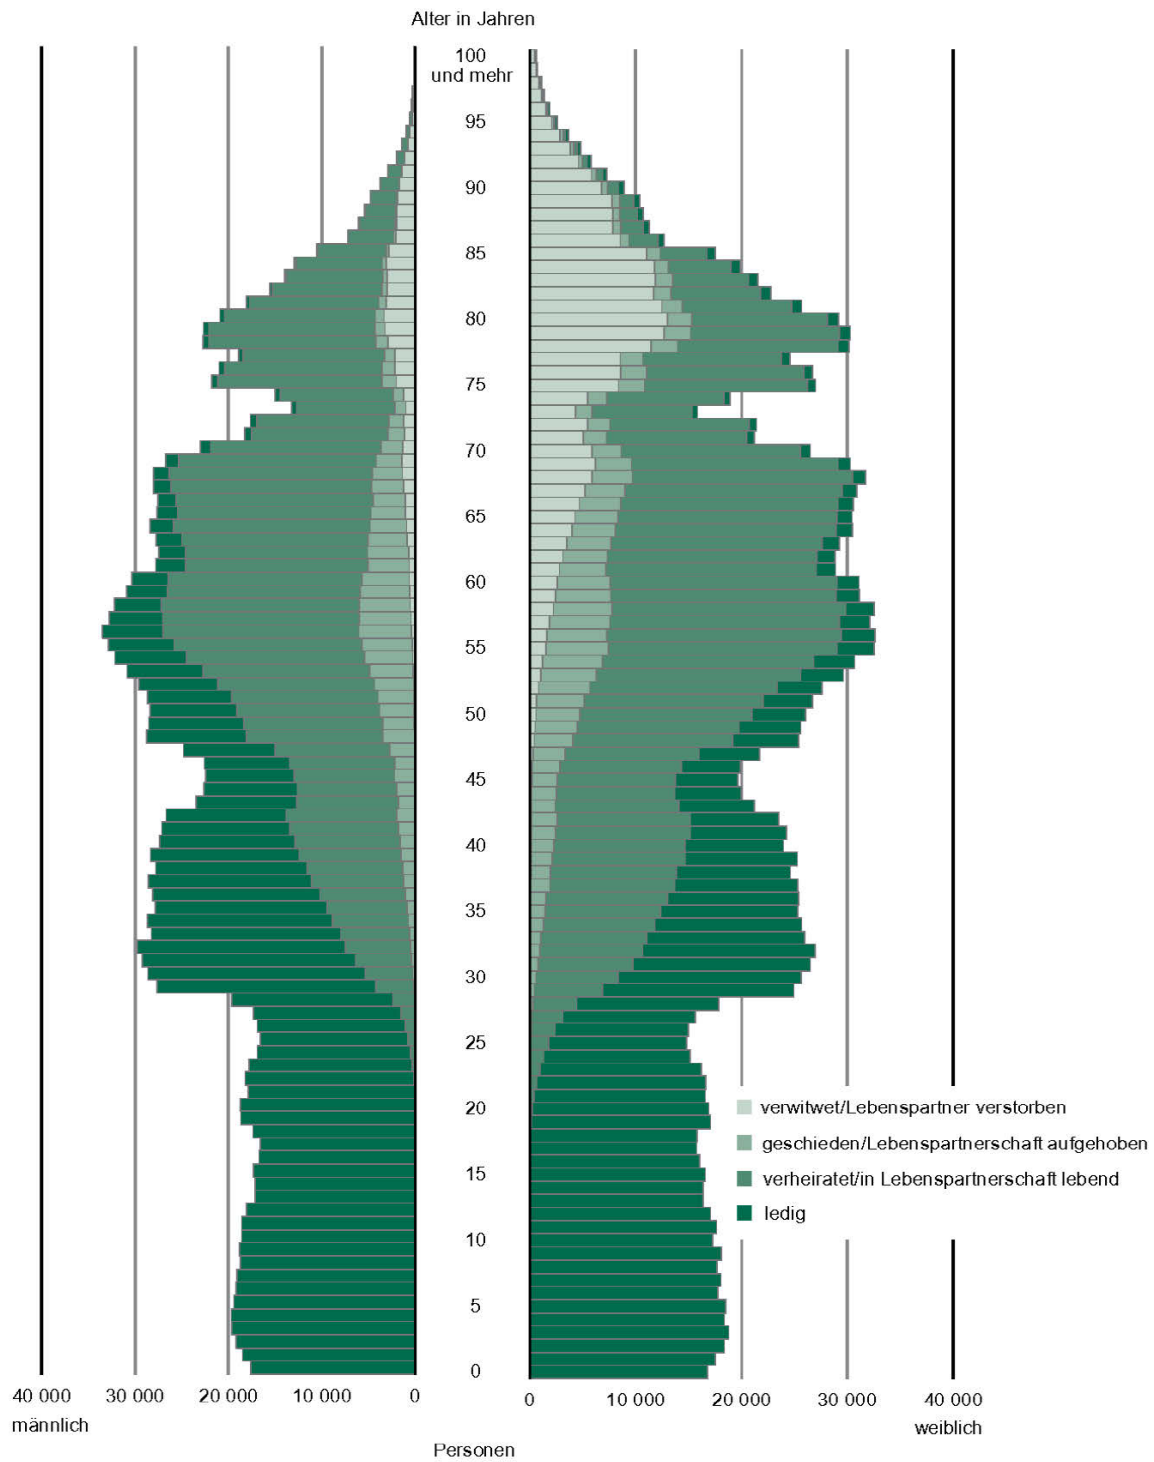 Alter in Jahren
100
und mehr
95
90
85
80
75
70
65
60
55
50
45
40
35
30
25
20
verwitwet/Lebenspartner verstorben
geschieden/Lebenspartnerschaft aufgehoben
15
verheiratet/in Lebenspartnerschaft lebend
ledig
10
5
0
40 000 30 000 20 000 10 000 0 0 10 000 20 000 30 000 40 000
männlich weiblich
Personen